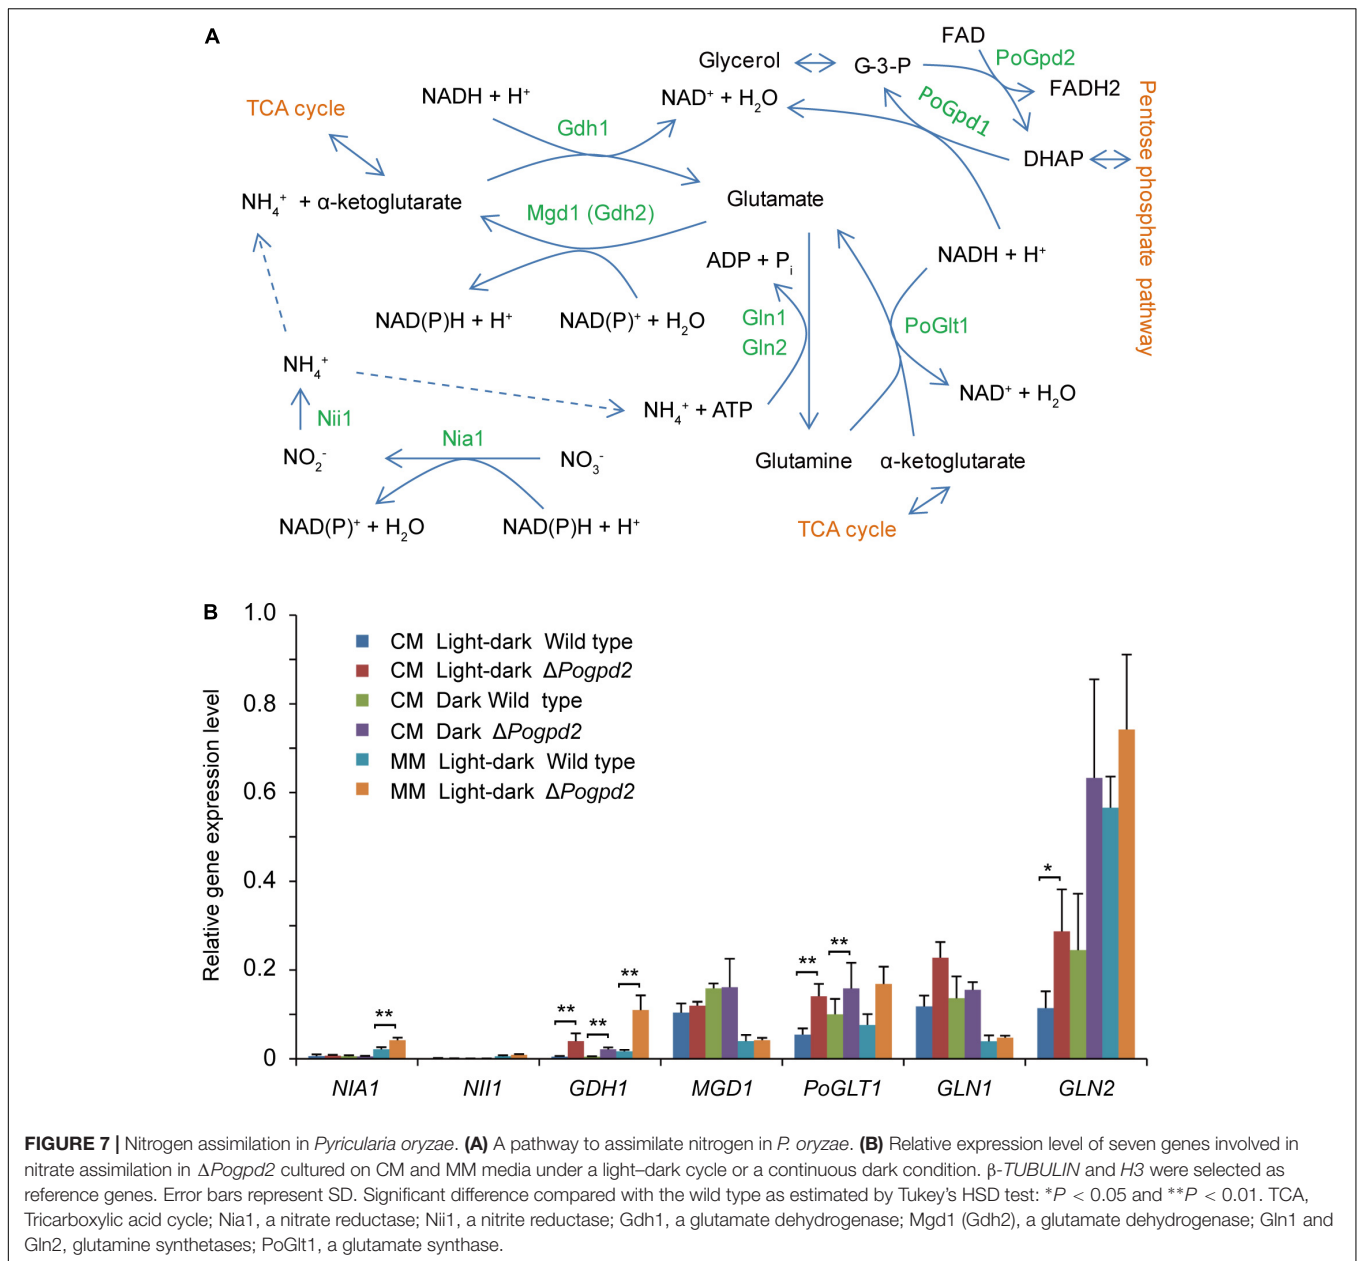 A
FAD
Glycerol
G-3-P
PoGpd2
FADH2
NADH + H⁺
NAD⁺ + H₂O
PoGpd1
TCA cycle
Gdh1
DHAP
Pentose phosphate pathway
NH₄⁺ + α-ketoglutarate
Glutamate
Mgd1 (Gdh2)
ADP + Pᵢ
NADH + H⁺
NAD(P)H + H⁺
NAD(P)⁺ + H₂O
Gln1
Gln2
PoGlt1
NH₄⁺
NAD⁺ + H₂O
NH₄⁺ + ATP
Nii1
Nia1
NO₂⁻
NO₃⁻
Glutamine
α-ketoglutarate
NAD(P)⁺ + H₂O
NAD(P)H + H⁺
TCA cycle
B
Relative gene expression level
1.0
0.8
0.6
0.4
0.2
0
CM Light-dark Wild type
CM Light-dark ΔPogpd2
CM Dark Wild type
CM Dark ΔPogpd2
MM Light-dark Wild type
MM Light-dark ΔPogpd2
**
**
**
**
**
**
*
NIA1
NII1
GDH1
MGD1
PoGLT1
GLN1
GLN2
FIGURE 7 | Nitrogen assimilation in Pyricularia oryzae. (A) A pathway to assimilate nitrogen in P. oryzae. (B) Relative expression level of seven genes involved in
nitrate assimilation in ΔPogpd2 cultured on CM and MM media under a light–dark cycle or a continuous dark condition. β-TUBULIN and H3 were selected as
reference genes. Error bars represent SD. Significant difference compared with the wild type as estimated by Tukey's HSD test: *P < 0.05 and **P < 0.01. TCA,
Tricarboxylic acid cycle; Nia1, a nitrate reductase; Nii1, a nitrite reductase; Gdh1, a glutamate dehydrogenase; Mgd1 (Gdh2), a glutamate dehydrogenase; Gln1 and
Gln2, glutamine synthetases; PoGlt1, a glutamate synthase.